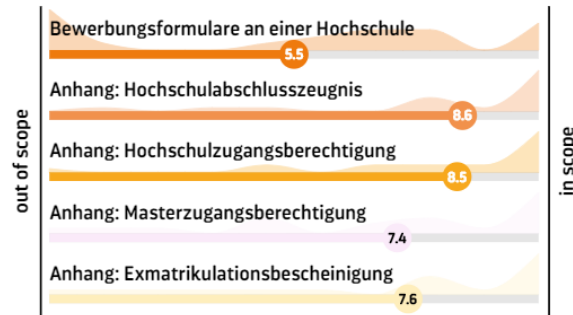 Bewerbungsformulare an einer Hochschule
5.5
Anhang: Hochschulabschlusszeugnis
8.6
Anhang: Hochschulzugangsberechtigung
8.5
Anhang: Masterzugangsberechtigung
7.4
Anhang: Exmatrikulationsbescheinigung
7.6
out of scope
in scope